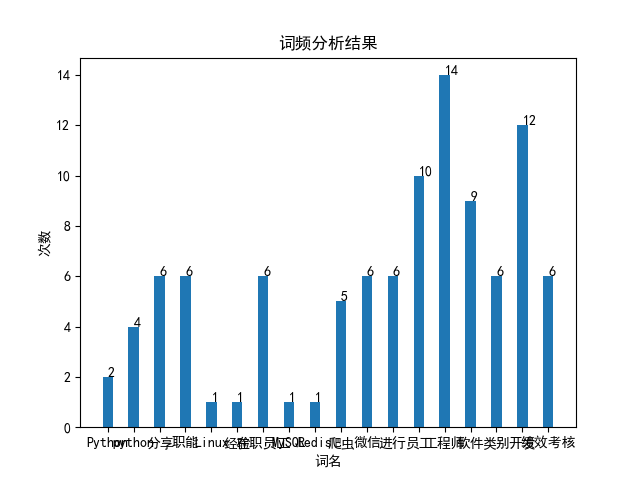 词频分析结果
14
12
10
8
6
4
2
0
次数
2
4
6
6
1
1
6
1
1
5
6
6
10
14
9
6
12
6
Python
python
分享
职能
Linux
职员工
MySQL
Redis
爬虫
微信
进行
员工
工程师
软件
类别
开发
绩效考核
词名